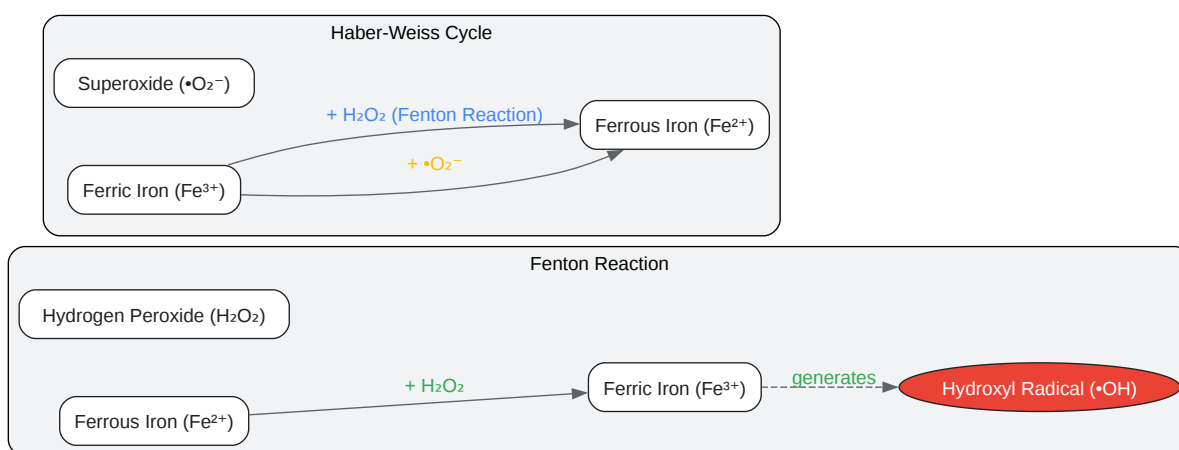 Haber-Weiss Cycle
Superoxide (•O₂⁻)
+ H₂O₂ (Fenton Reaction)
Ferrous Iron (Fe²⁺)
+ •O₂⁻
Ferric Iron (Fe³⁺)
Fenton Reaction
Hydrogen Peroxide (H₂O₂)
+ H₂O₂
Ferric Iron (Fe³⁺)
generates
Hydroxyl Radical (•OH)
Ferrous Iron (Fe²⁺)